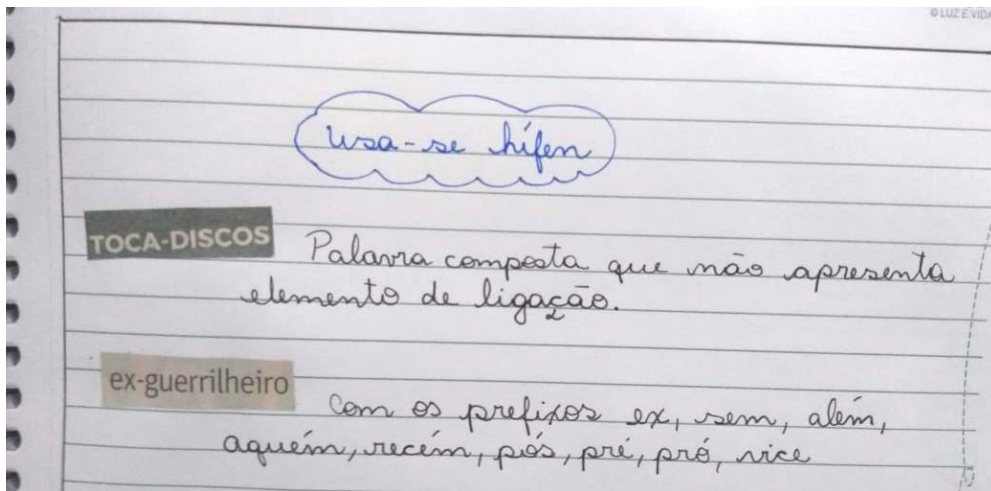 © LUZ E VIDA
Usa-se hífen
TOCA-DISCOS Palavra composta que não apresenta
elemento de ligação.
ex-guerrilheiro Com os prefixos ex, sem, além,
aquém, recém, pós, pré, pró, vice